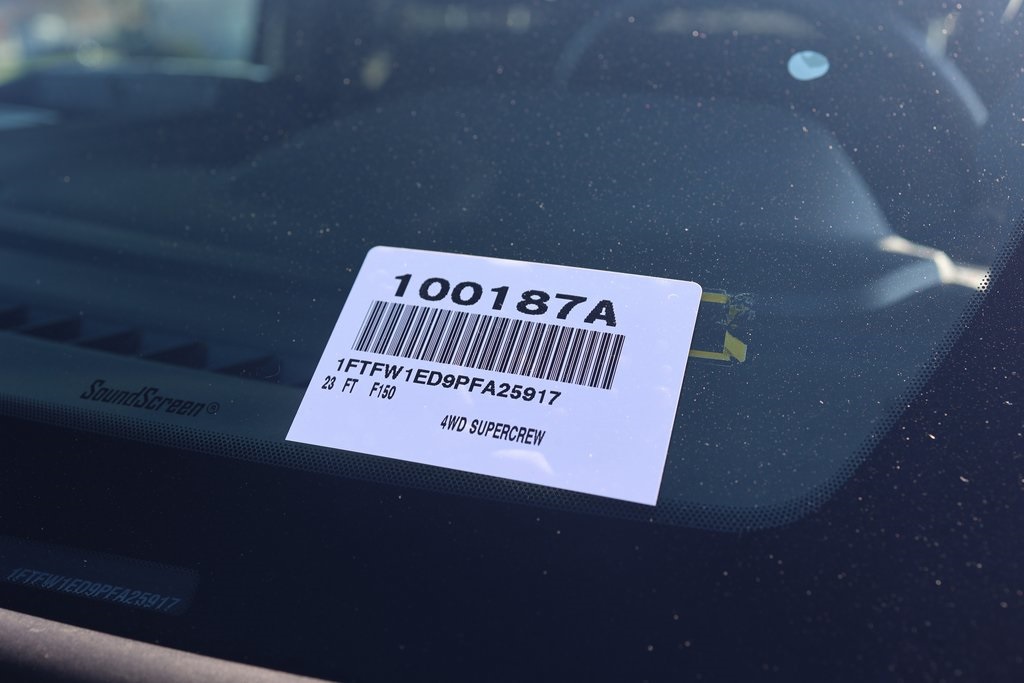 100187A
1FTFW1ED9PFA25917
23 FT F150
4WD SUPERCREW
SoundScreen®
1FTFW1ED9PFA25917